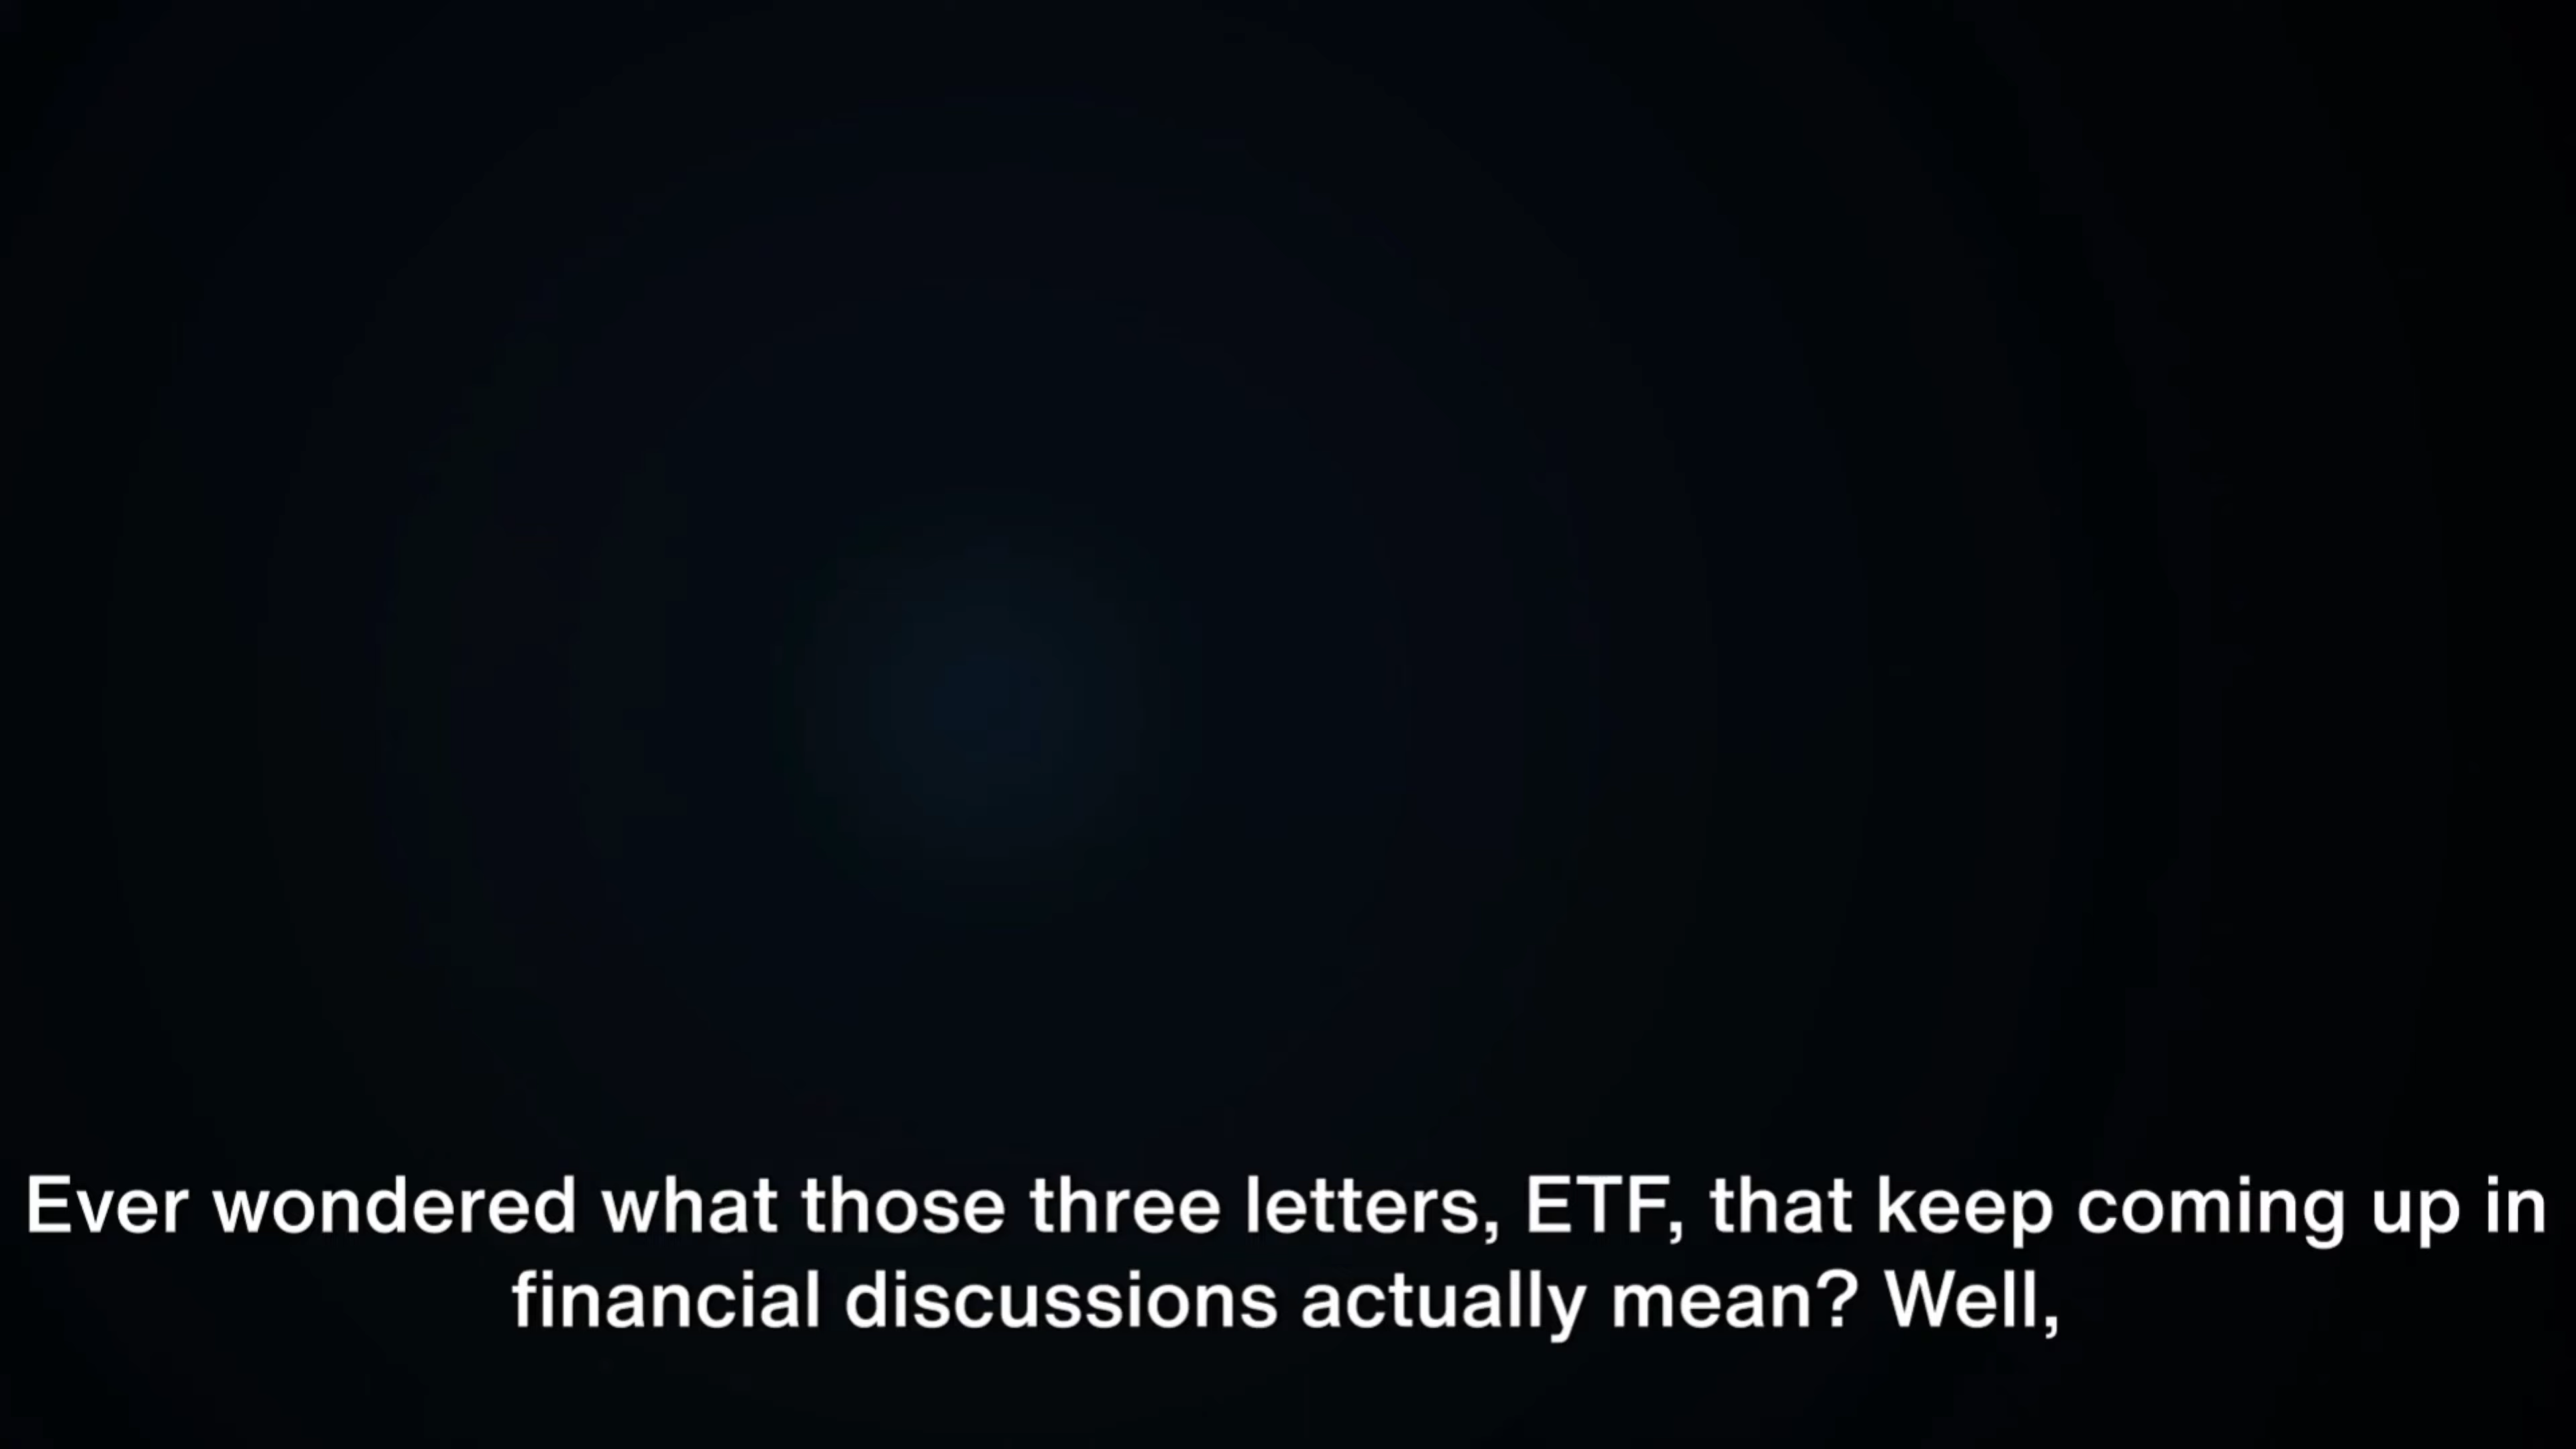 Ever wondered what those three letters, ETF, that keep coming up in
financial discussions actually mean? Well,